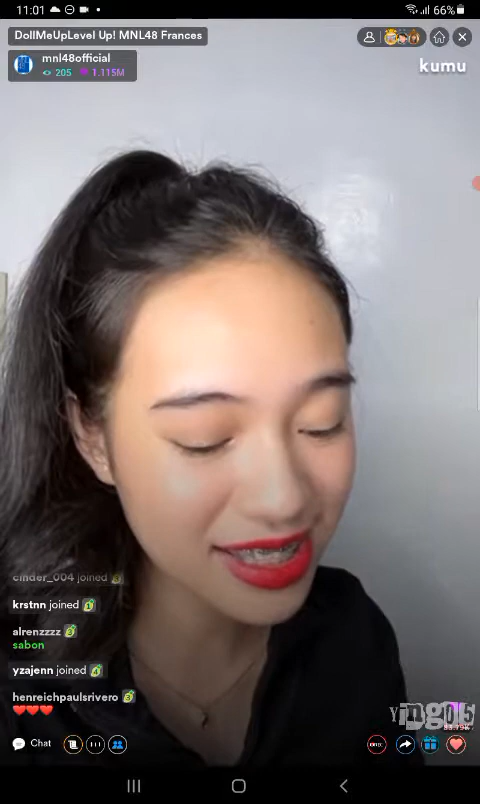 11:01
66%
DollMeUpLevel Up! MNL48 Frances
mnl48official
205 1.115M
kumu
cinder_004 joined
krstnn joined
alrenzzzz
sabon
yzajenn joined
henreichpaulsrivero
Chat